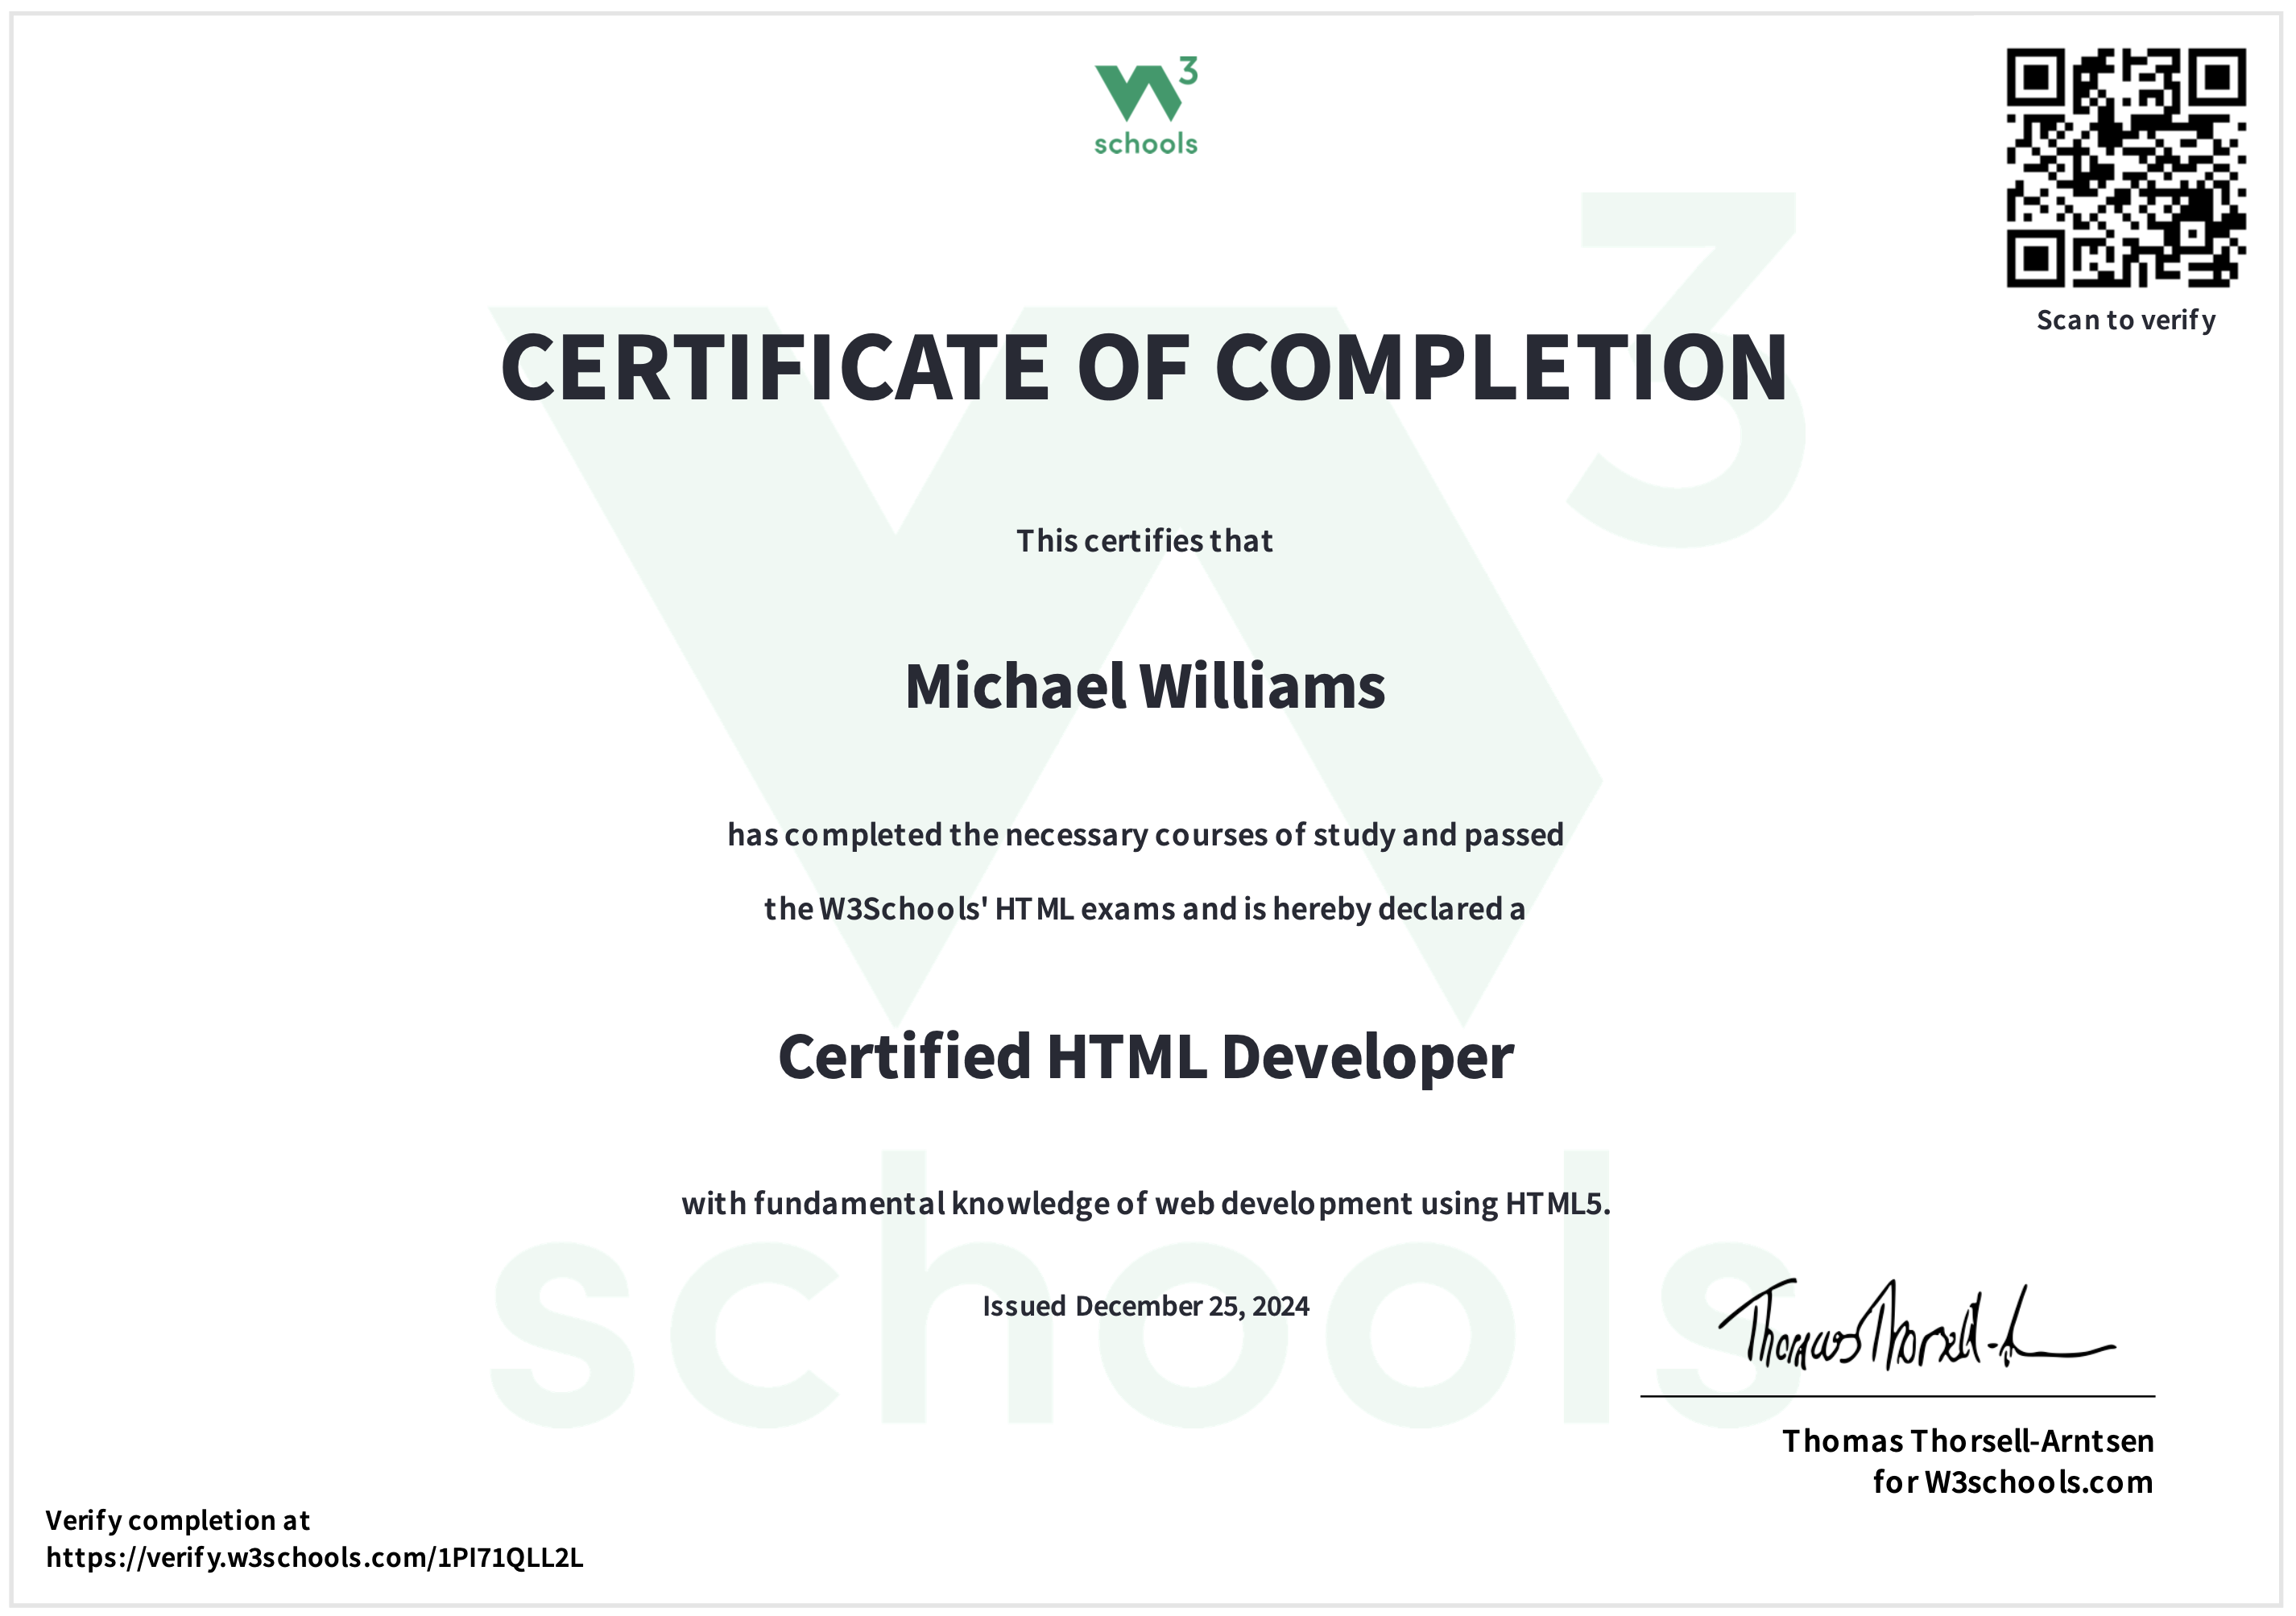 W3
schools
Scan to verify
CERTIFICATE OF COMPLETION
This certifies that
Michael Williams
has completed the necessary courses of study and passed
the W3Schools' HTML exams and is hereby declared a
Certified HTML Developer
with fundamental knowledge of web development using HTML5.
Issued December 25, 2024
Thomas Thorsell-A
Thomas Thorsell-Arntsen
for W3schools.com
Verify completion at
https://verify.w3schools.com/1PI71QLL2L